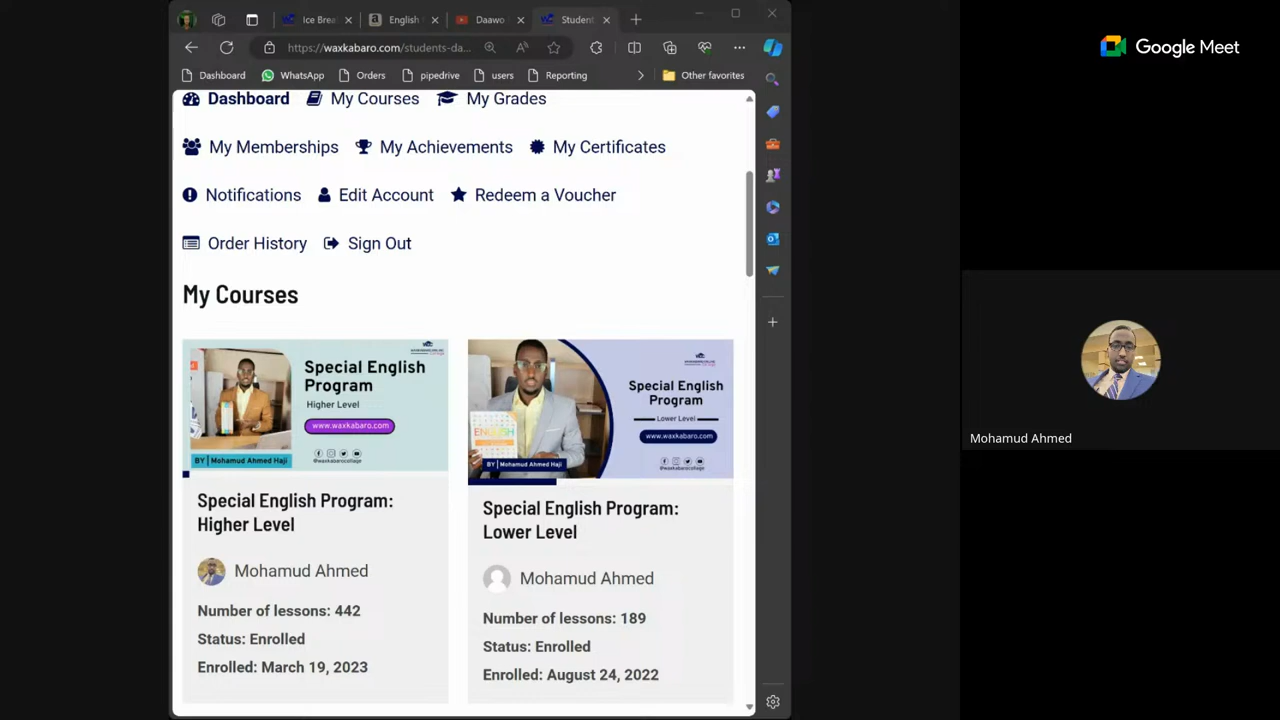 Ice Brea
English F
Daawo
Student
https://waxkabaro.com/students-da...
Dashboard
WhatsApp
Orders
pipedrive
users
Reporting
Other favorites
Google Meet
Dashboard
My Courses
My Grades
My Memberships
My Achievements
My Certificates
Notifications
Edit Account
Redeem a Voucher
Order History
Sign Out
My Courses
Special English
Program
Higher Level
www.waxkabaro.com
@waxkabarocollage
BY | Mohamud Ahmed Haji
Special English
Program
Lower Level
www.waxkabaro.com
@waxkabarocollage
ENGLISH
BY | Mohamud Ahmed Haji
Special English Program:
Higher Level
Mohamud Ahmed
Number of lessons: 442
Status: Enrolled
Enrolled: March 19, 2023
Special English Program:
Lower Level
Mohamud Ahmed
Number of lessons: 189
Status: Enrolled
Enrolled: August 24, 2022
Mohamud Ahmed